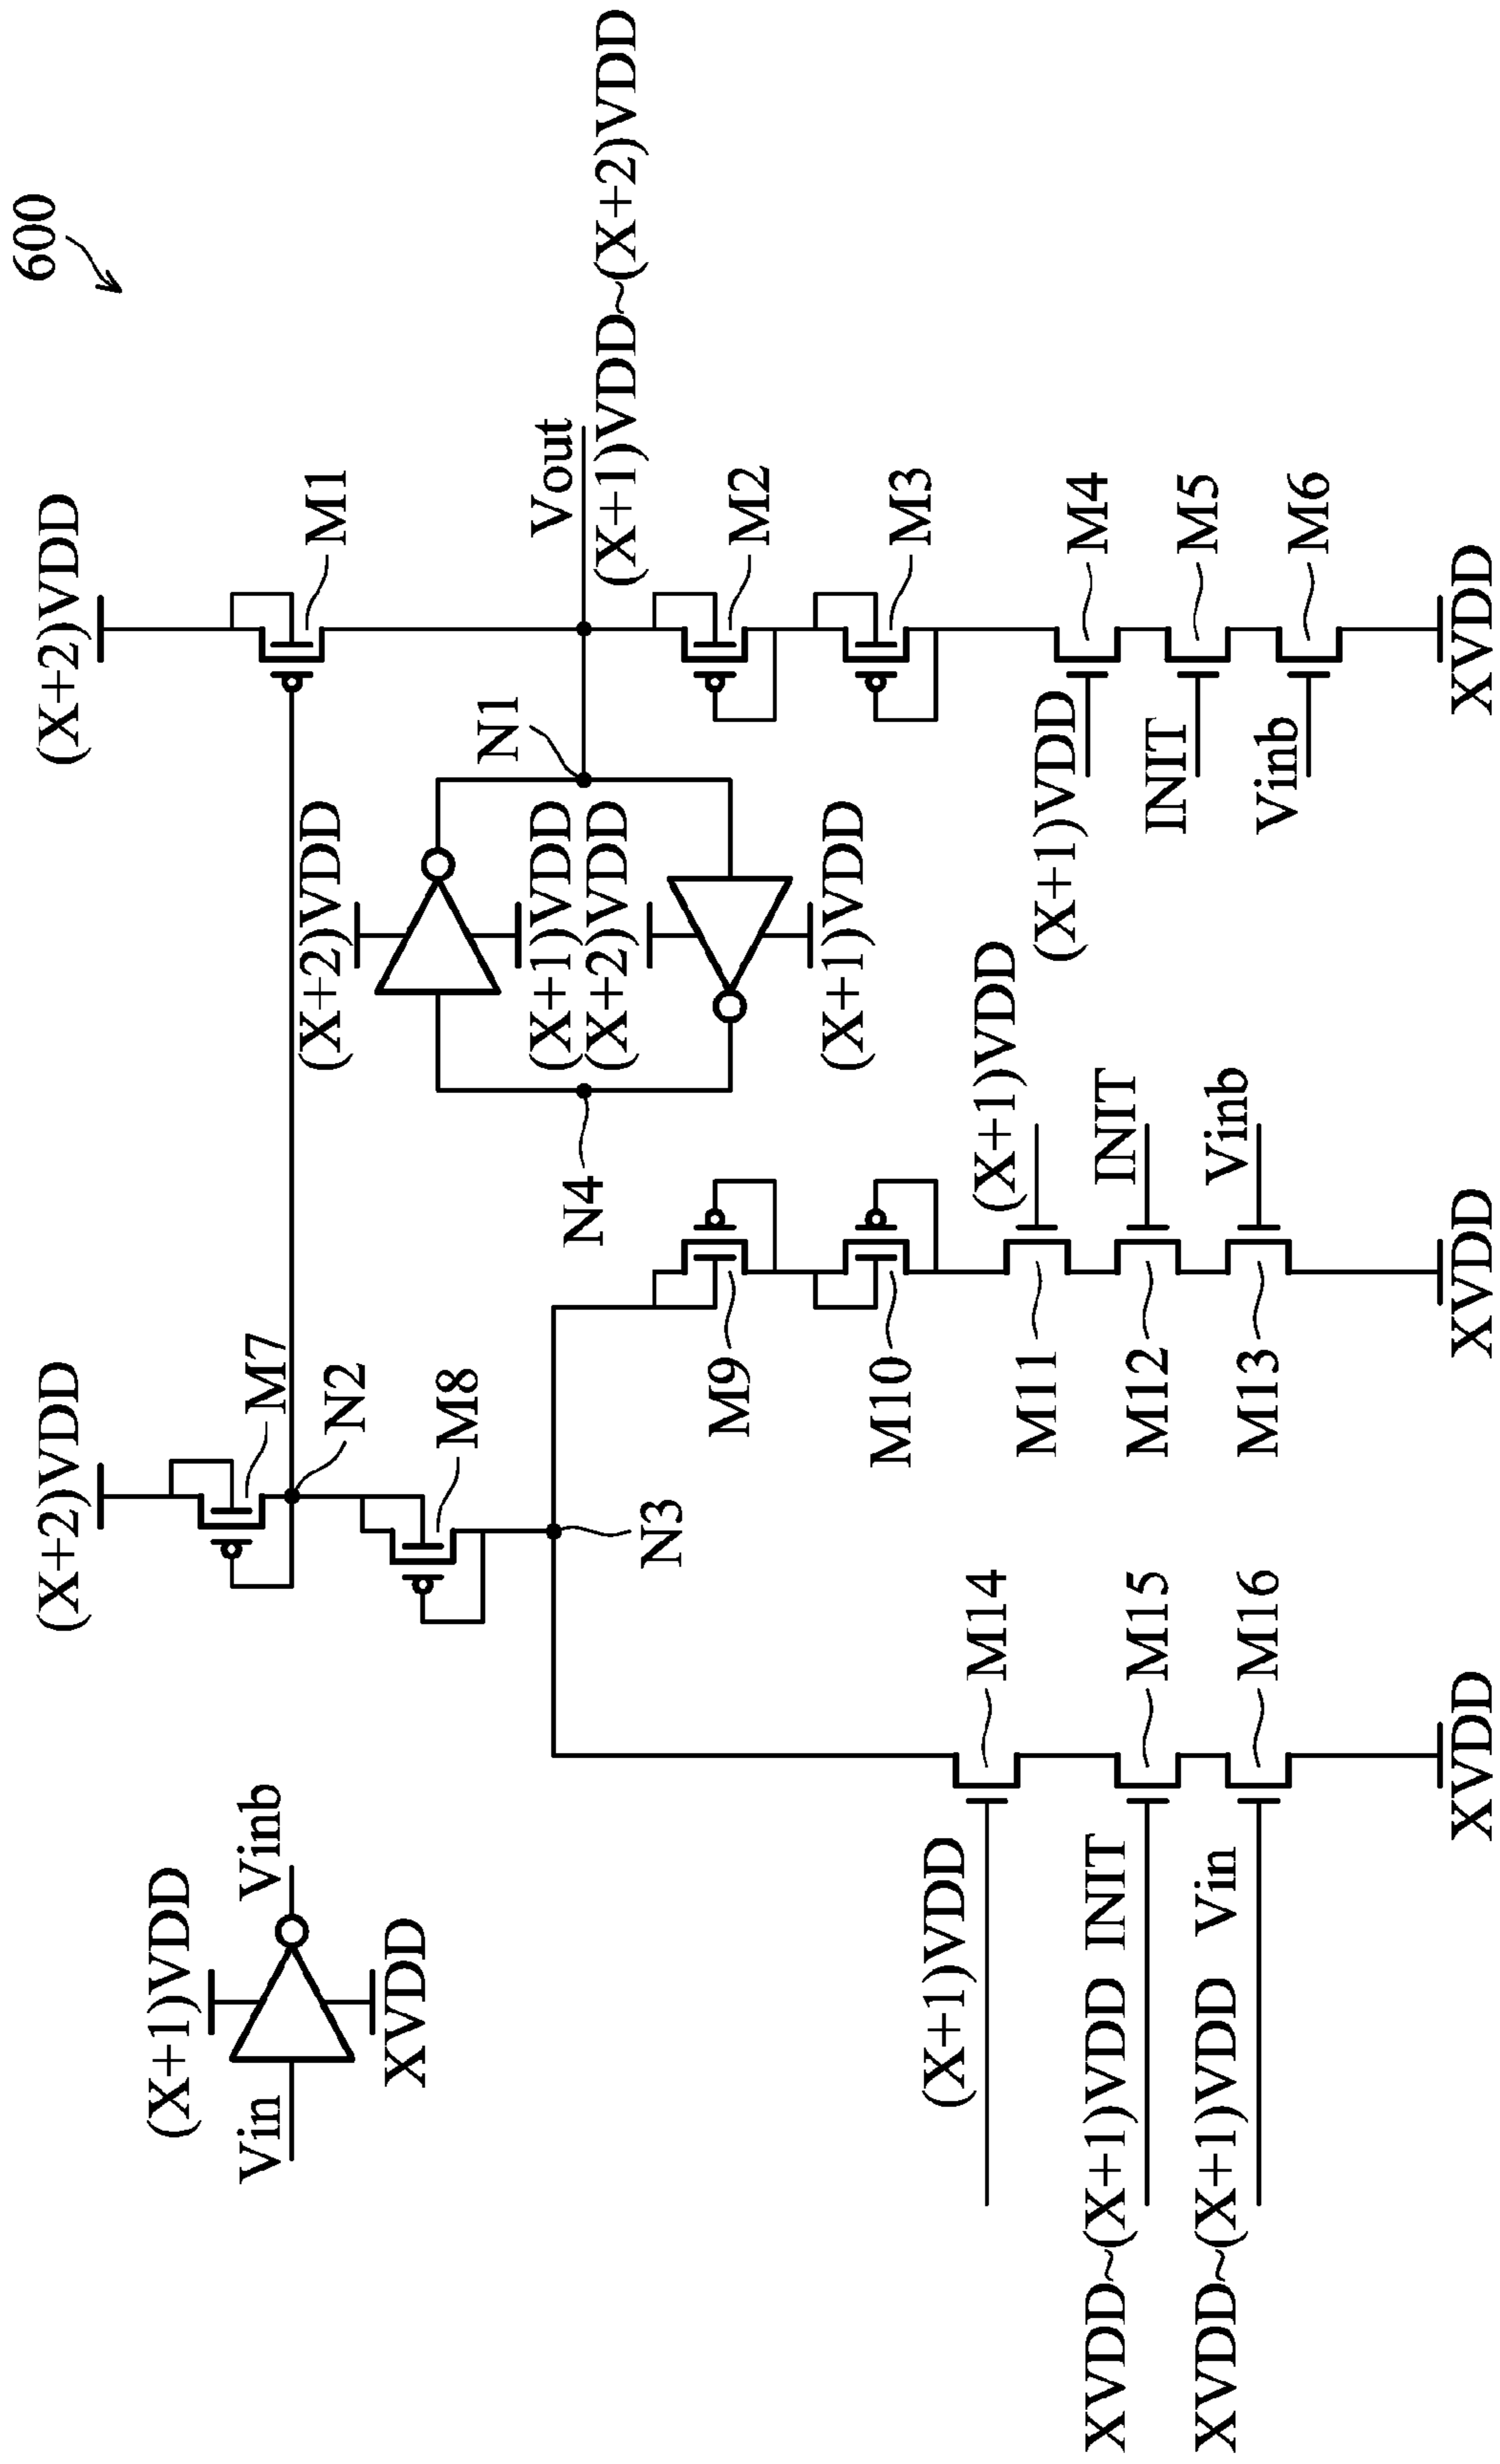 600
(X+2)VDD
(X+2)VDD
M1
M7
N2
M8
(X+1)VDD
Vin
Vinb
XVDD
(X+2)VDD
(X+1)VDD
(X+2)VDD
(X+1)VDD
N1
N4
Vout
(X+1)VDD~(X+2)VDD
N3
M2
M3
M9
M10
(X+1)VDD
M4
INIT
M5
Vinb
M6
XVDD
(X+1)VDD
M11
INIT
M12
Vinb
M13
XVDD
(X+1)VDD
M14
XVDD~(X+1)VDD INIT
M15
XVDD~(X+1)VDD Vin
M16
XVDD